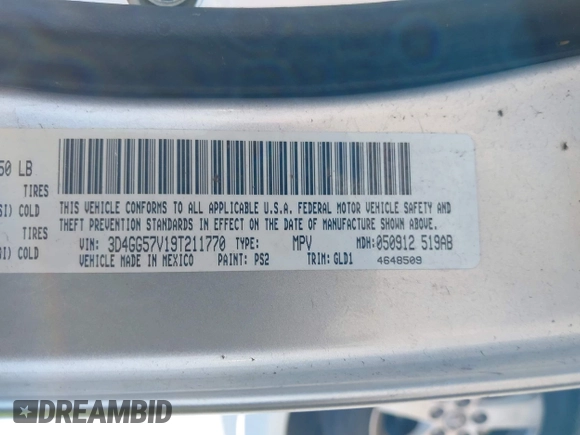 50 LB
TIRES
SI) COLD
TIRES
SI) COLD
THIS VEHICLE CONFORMS TO ALL APPLICABLE U.S.A. FEDERAL MOTOR VEHICLE SAFETY AND
THEFT PREVENTION STANDARDS IN EFFECT ON THE DATE OF MANUFACTURE SHOWN ABOVE.
VIN: 3D4GG57V19T211770 TYPE: MPV MDH: 050912 519AB
VEHICLE MADE IN MEXICO PAINT: PS2 TRIM: GLD1 4648509
DREAMBID